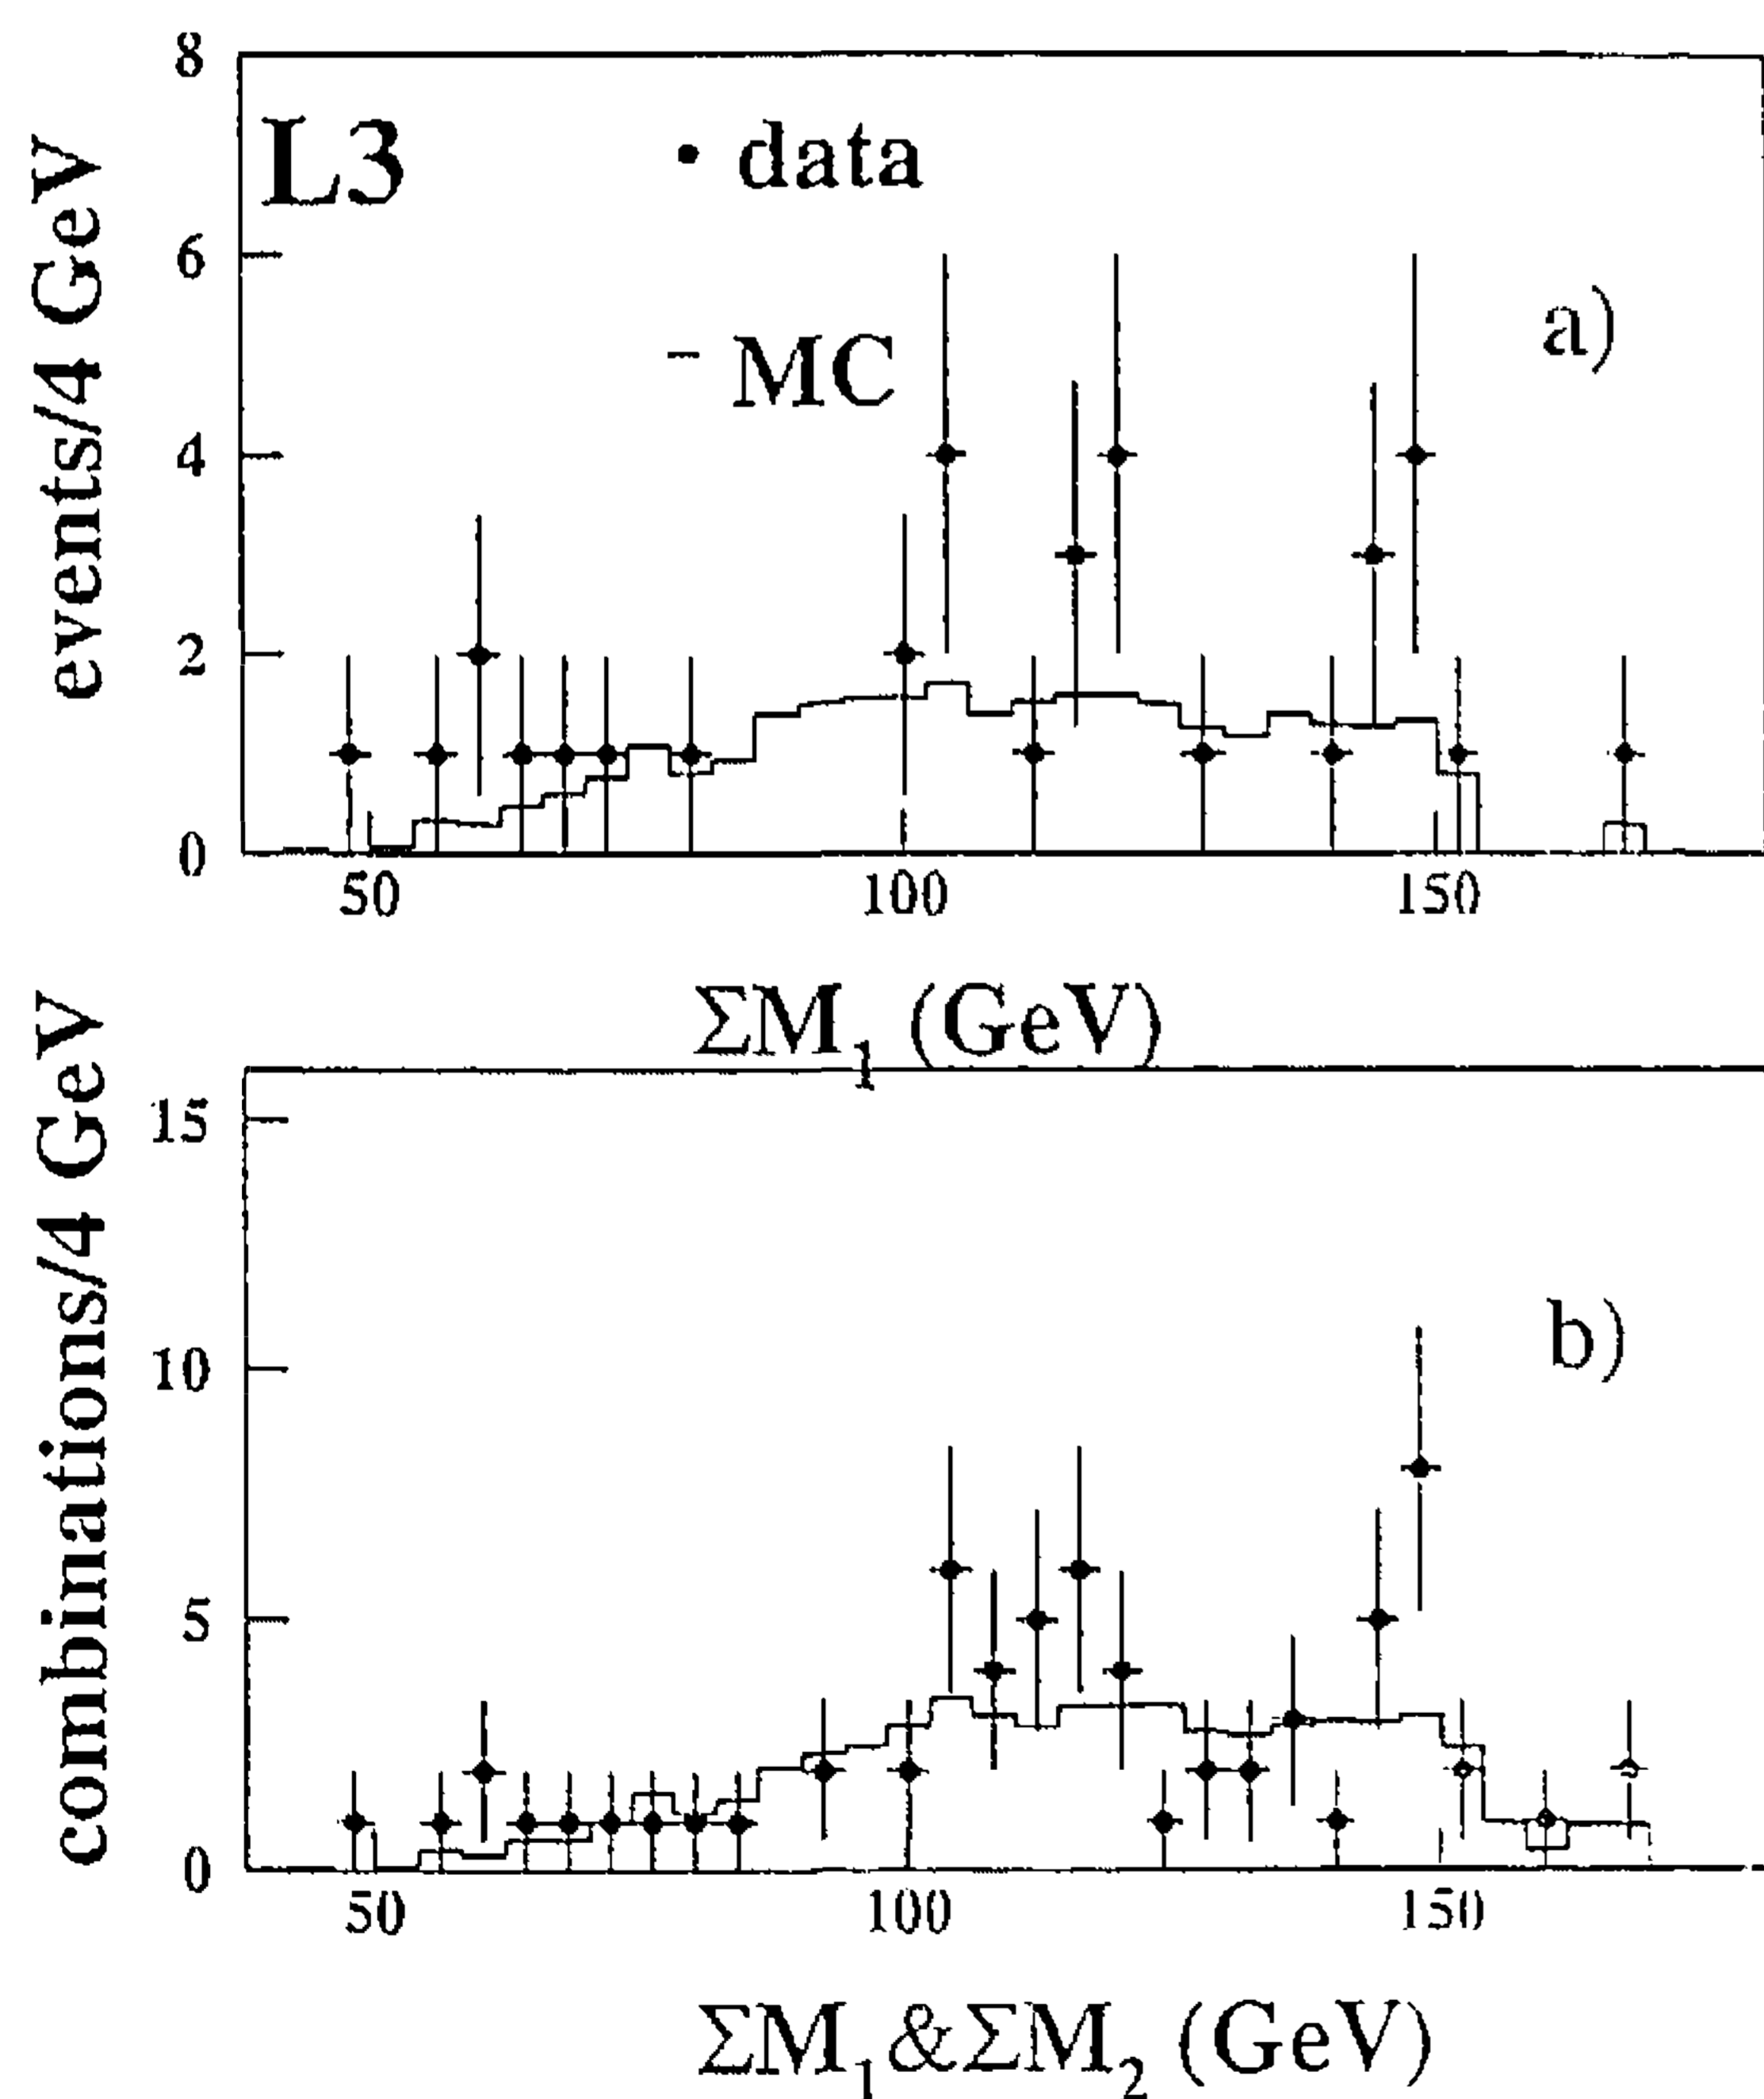 8
L3
• data
6
– MC
a)
events/4 GeV
4
2
0
50 100 150
ΣM₁ (GeV)
15
combinations/4 GeV
10
b)
5
0
50 100 150
ΣM₁&ΣM₂ (GeV)